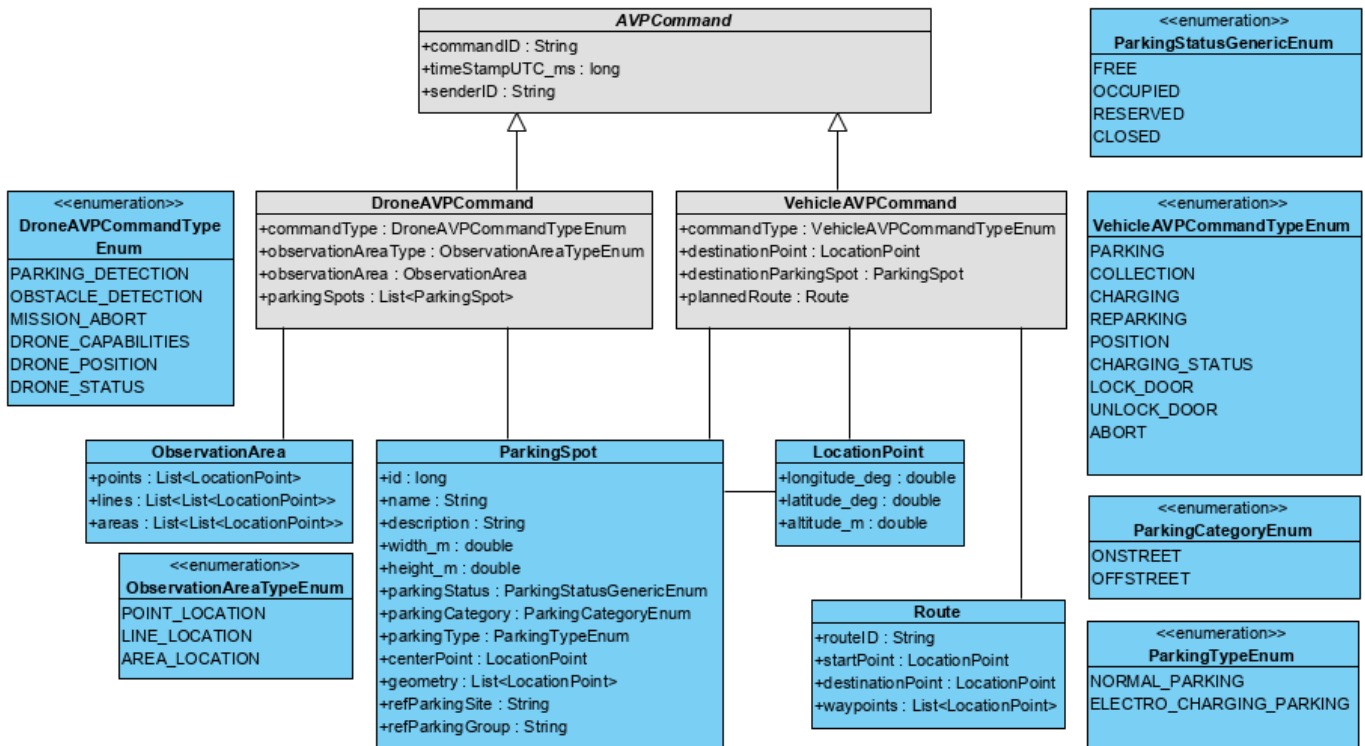 AVPCommand
+commandID : String
+timeStampUTC_ms : long
+senderID : String
<<enumeration>>
ParkingStatusGenericEnum
FREE
OCCUPIED
RESERVED
CLOSED
<<enumeration>>
DroneAVPCommandType
Enum
PARKING_DETECTION
OBSTACLE_DETECTION
MISSION_ABORT
DRONE_CAPABILITIES
DRONE_POSITION
DRONE_STATUS
DroneAVPCommand
+commandType : DroneAVPCommandTypeEnum
+observationAreaType : ObservationAreaTypeEnum
+observationArea : ObservationArea
+parkingSpots : List<ParkingSpot>
VehicleAVPCommand
+commandType : VehicleAVPCommandTypeEnum
+destinationPoint : LocationPoint
+destinationParkingSpot : ParkingSpot
+plannedRoute : Route
<<enumeration>>
VehicleAVPCommandTypeEnum
PARKING
COLLECTION
CHARGING
REPARKING
POSITION
CHARGING_STATUS
LOCK_DOOR
UNLOCK_DOOR
ABORT
ObservationArea
+points : List<LocationPoint>
+lines : List<List<LocationPoint>>
+areas : List<List<LocationPoint>>
<<enumeration>>
ObservationAreaTypeEnum
POINT_LOCATION
LINE_LOCATION
AREA_LOCATION
ParkingSpot
+id : long
+name : String
+description : String
+width_m : double
+height_m : double
+parkingStatus : ParkingStatusGenericEnum
+parkingCategory : ParkingCategoryEnum
+parkingType : ParkingTypeEnum
+centerPoint : LocationPoint
+geometry : List<LocationPoint>
+refParkingSite : String
+refParkingGroup : String
LocationPoint
+longitude_deg : double
+latitude_deg : double
+altitude_m : double
Route
+routeID : String
+startPoint : LocationPoint
+destinationPoint : LocationPoint
+waypoints : List<LocationPoint>
<<enumeration>>
ParkingCategoryEnum
ONSTREET
OFFSTREET
<<enumeration>>
ParkingTypeEnum
NORMAL_PARKING
ELECTRO_CHARGING_PARKING